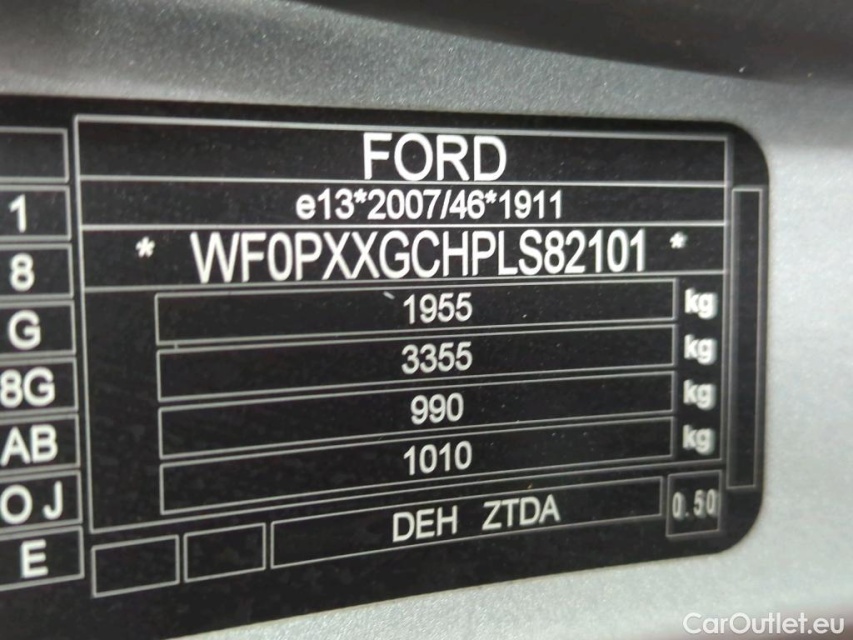 FORD
e13*2007/46*1911
* WF0PXXGCHPLS82101 *
1955 kg
3355 kg
990 kg
1010 kg
DEH ZTDA 0.50
1
8
G
8G
AB
O J
E
CarOutlet.eu